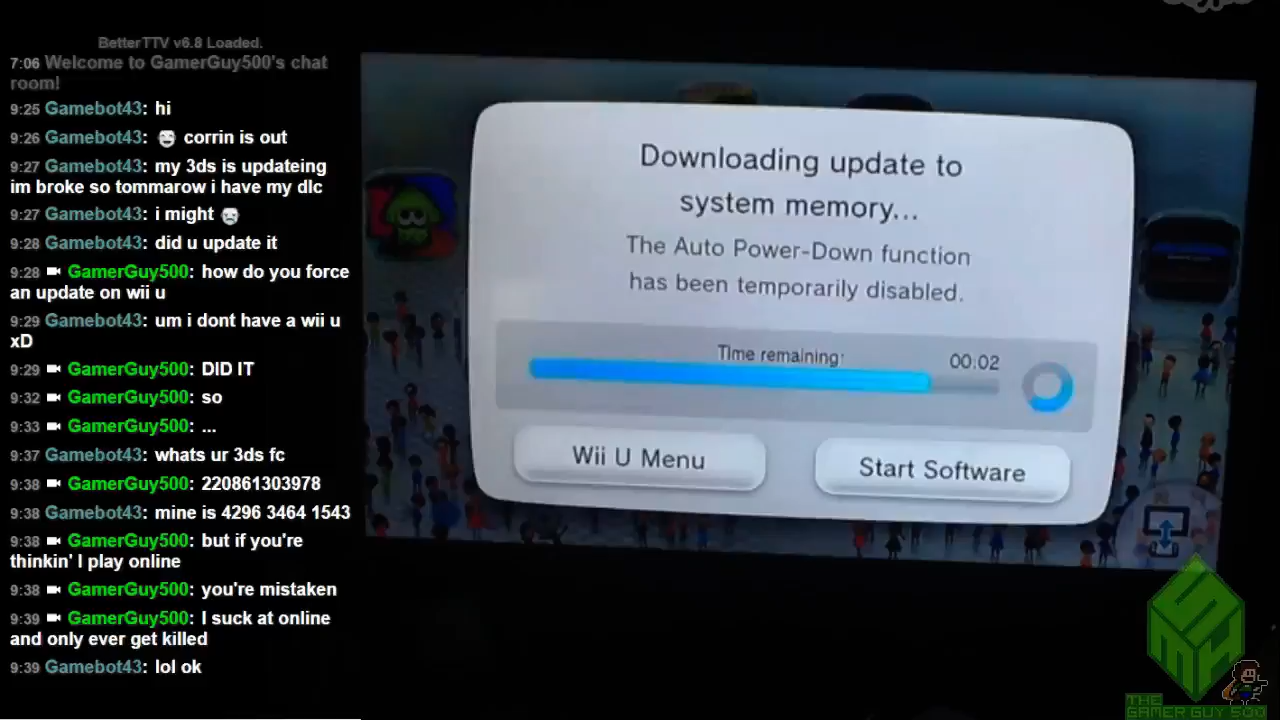 BetterTTV v6.8 Loaded.
7:06 Welcome to GamerGuy500's chat
room!
9:25 Gamebot43: hi
9:26 Gamebot43: corrin is out
9:27 Gamebot43: my 3ds is updateing
im broke so tommarow i have my dlc
9:27 Gamebot43: i might
9:28 Gamebot43: did u update it
9:28 GamerGuy500: how do you force
an update on wii u
9:29 Gamebot43: um i dont have a wii u
xD
9:29 GamerGuy500: DID IT
9:32 GamerGuy500: so
9:33 GamerGuy500: ...
9:37 Gamebot43: whats ur 3ds fc
9:38 GamerGuy500: 220861303978
9:38 Gamebot43: mine is 4296 3464 1543
9:38 GamerGuy500: but if you're
thinkin' I play online
9:38 GamerGuy500: you're mistaken
9:39 GamerGuy500: I suck at online
and only ever get killed
9:39 Gamebot43: lol ok
Downloading update to
system memory...
The Auto Power-Down function
has been temporarily disabled.
Time remaining: 00:02
Wii U Menu
Start Software
THE
GAMER GUY 500